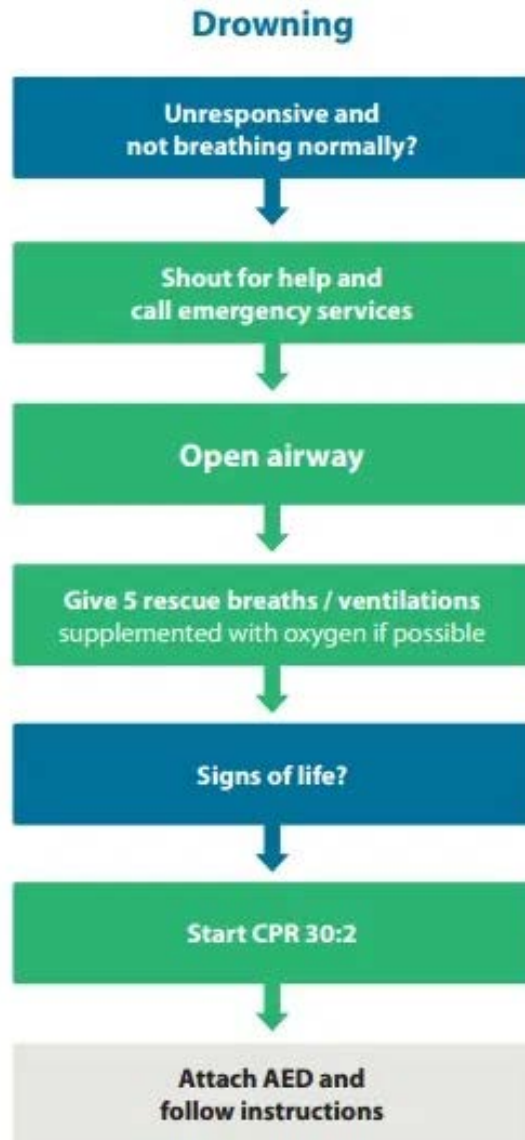 Drowning
Unresponsive and
not breathing normally?
Shout for help and
call emergency services
Open airway
Give 5 rescue breaths / ventilations
supplemented with oxygen if possible
Signs of life?
Start CPR 30:2
Attach AED and
follow instructions